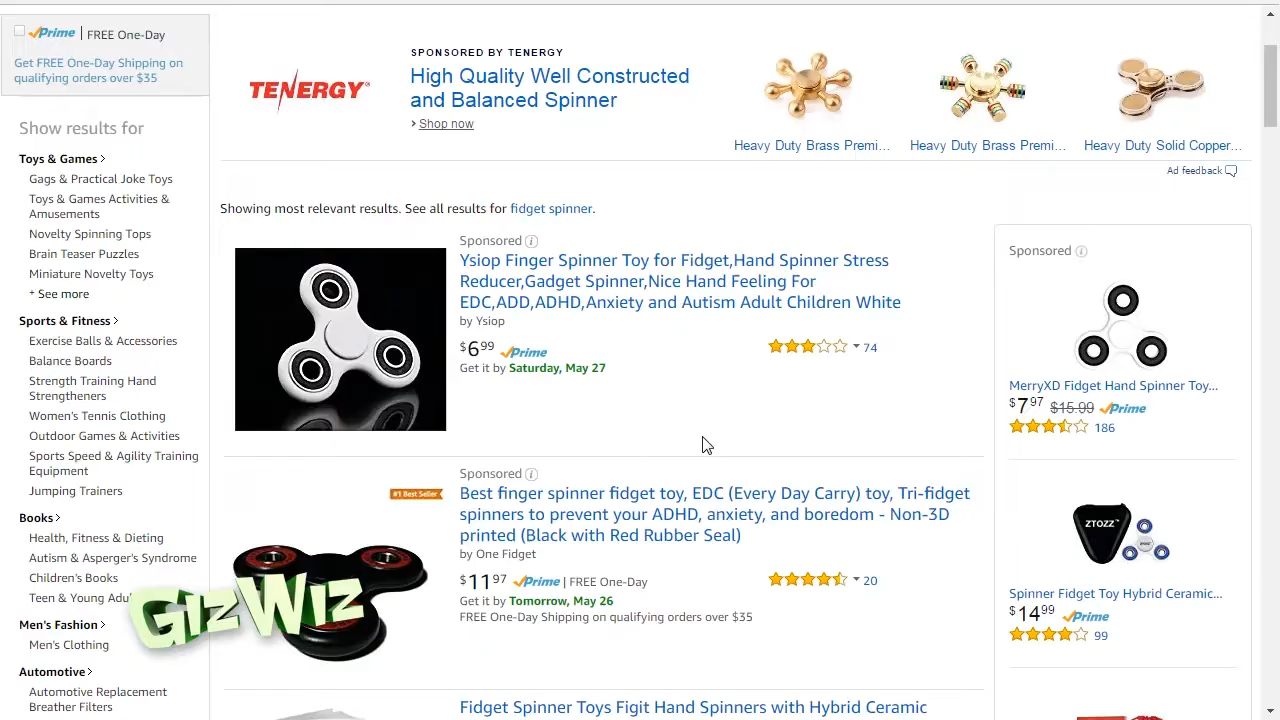 Prime | FREE One-Day
Get FREE One-Day Shipping on
qualifying orders over $35
Show results for
Toys & Games
Gags & Practical Joke Toys
Toys & Games Activities &
Amusements
Novelty Spinning Tops
Brain Teaser Puzzles
Miniature Novelty Toys
+ See more
Sports & Fitness
Exercise Balls & Accessories
Balance Boards
Strength Training Hand
Strengtheners
Women's Tennis Clothing
Outdoor Games & Activities
Sports Speed & Agility Training
Equipment
Jumping Trainers
Books
Health, Fitness & Dieting
Autism & Asperger's Syndrome
Children's Books
Teen & Young Adul
Men's Fashion
Men's Clothing
Automotive
Automotive Replacement
Breather Filters
GizWiz
TENERGY®
SPONSORED BY TENERGY
High Quality Well Constructed
and Balanced Spinner
› Shop now
Heavy Duty Brass Premi...
Heavy Duty Brass Premi...
Heavy Duty Solid Copper...
Ad feedback
Showing most relevant results. See all results for fidget spinner.
Sponsored
Ysiop Finger Spinner Toy for Fidget,Hand Spinner Stress
Reducer,Gadget Spinner,Nice Hand Feeling For
EDC,ADD,ADHD,Anxiety and Autism Adult Children White
by Ysiop
$6.99 Prime
74
Get it by Saturday, May 27
Sponsored
#1 Best Seller
Best finger spinner fidget toy, EDC (Every Day Carry) toy, Tri-fidget
spinners to prevent your ADHD, anxiety, and boredom - Non-3D
printed (Black with Red Rubber Seal)
by One Fidget
$11.97 Prime | FREE One-Day
20
Get it by Tomorrow, May 26
FREE One-Day Shipping on qualifying orders over $35
Fidget Spinner Toys Figit Hand Spinners with Hybrid Ceramic
Sponsored
MerryXD Fidget Hand Spinner Toy...
$7.97 $15.99 Prime
186
ZTOZZ™
Spinner Fidget Toy Hybrid Ceramic...
$14.99 Prime
99